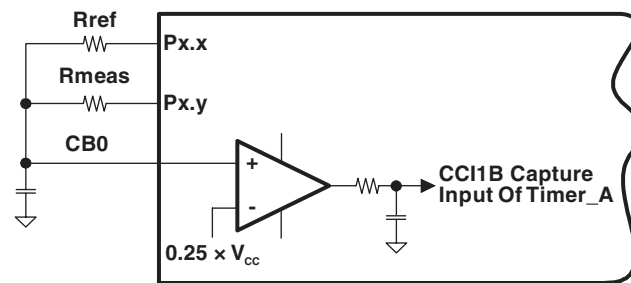 Rref
Px.x
Rmeas
Px.y
CB0
+
-
CCI1B Capture
Input Of Timer_A
0.25 × Vcc